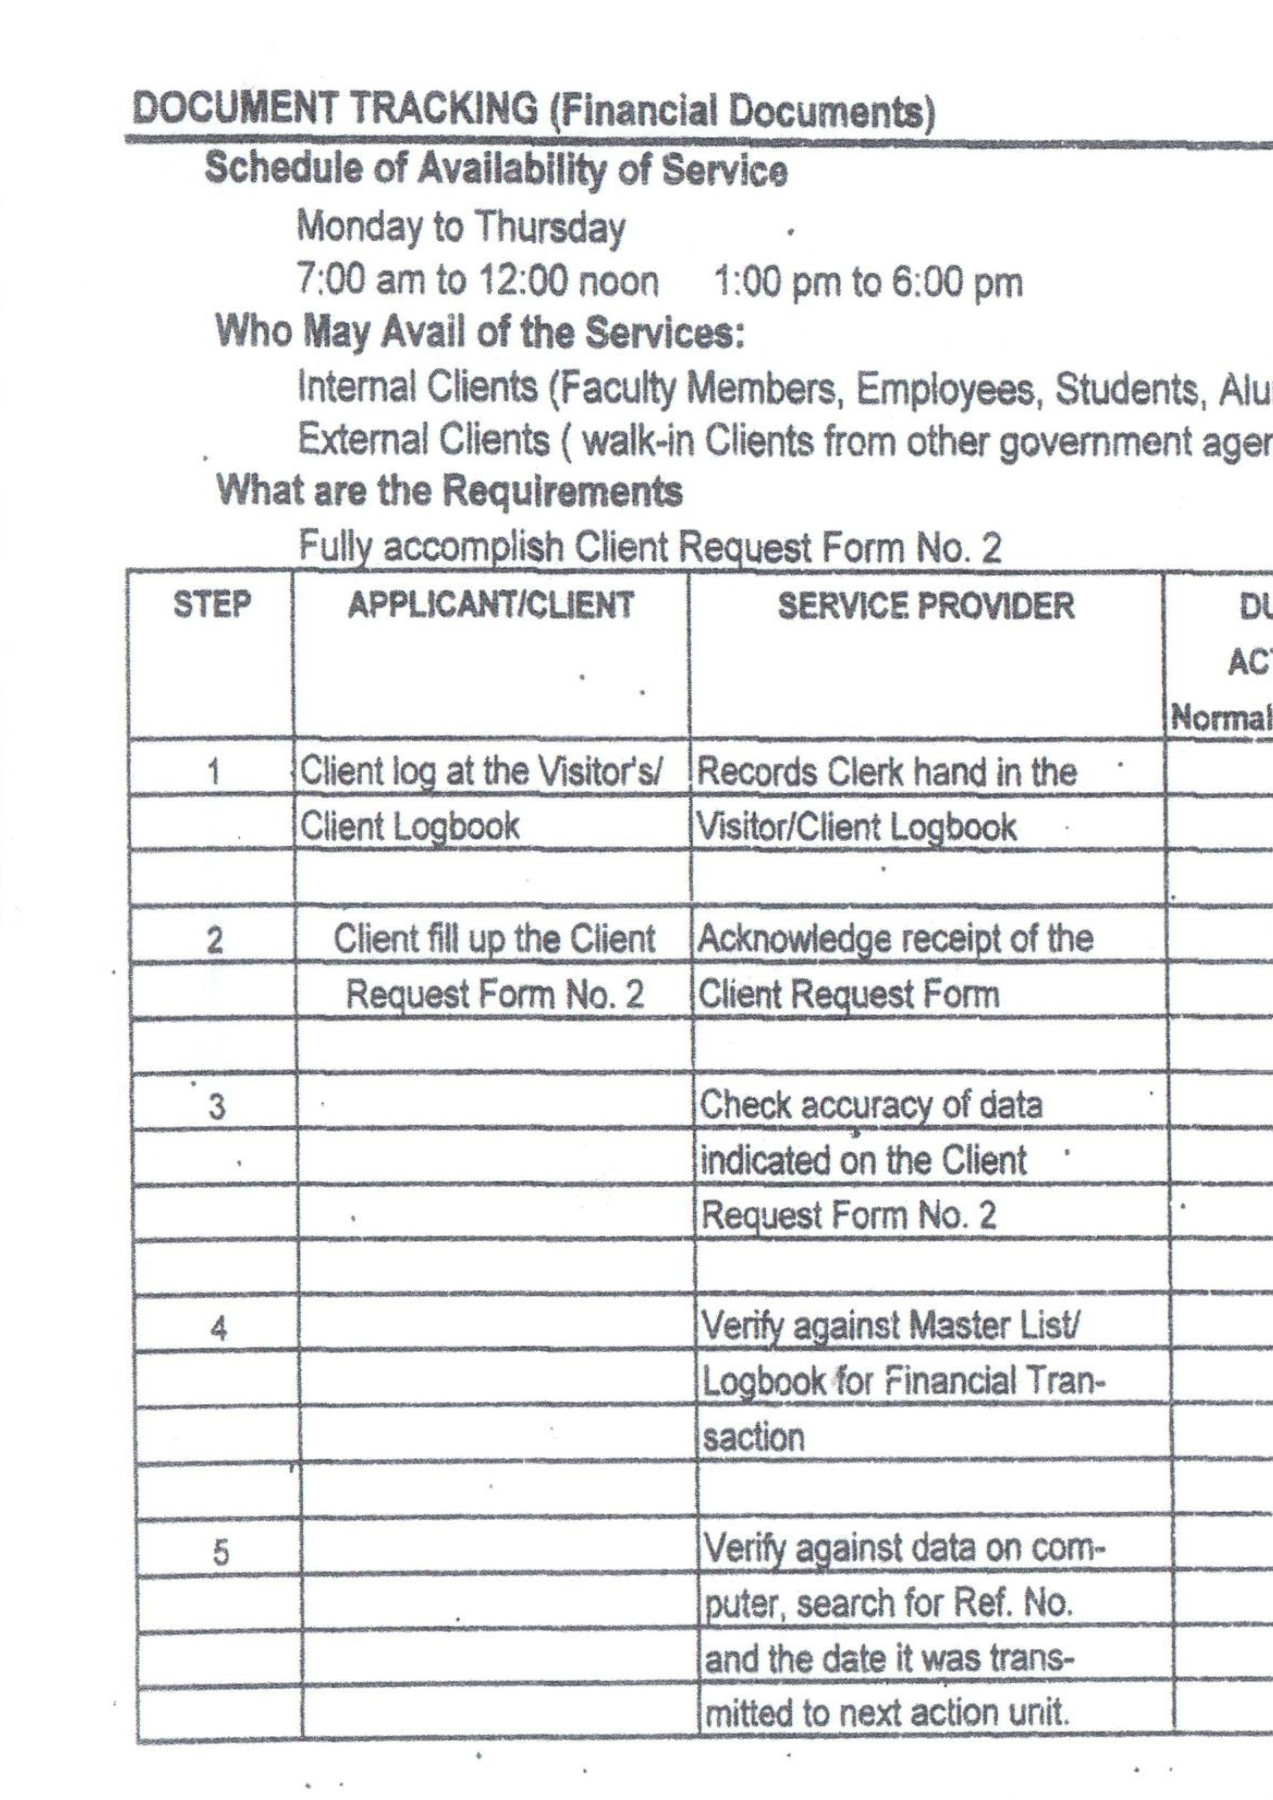 DOCUMENT TRACKING (Financial Documents)
Schedule of Availability of Service
Monday to Thursday
7:00 am to 12:00 noon 1:00 pm to 6:00 pm
Who May Avail of the Services:
Internal Clients (Faculty Members, Employees, Students, Alu
External Clients ( walk-in Clients from other government agen
What are the Requirements
Fully accomplish Client Request Form No. 2
STEP APPLICANT/CLIENT SERVICE PROVIDER DU
AC
Normal
1 Client log at the Visitor's/ Records Clerk hand in the
Client Logbook Visitor/Client Logbook
2 Client fill up the Client Acknowledge receipt of the
Request Form No. 2 Client Request Form
3 Check accuracy of data
indicated on the Client
Request Form No. 2
4 Verify against Master List/
Logbook for Financial Tran-
saction
5 Verify against data on com-
puter, search for Ref. No.
and the date it was trans-
mitted to next action unit.